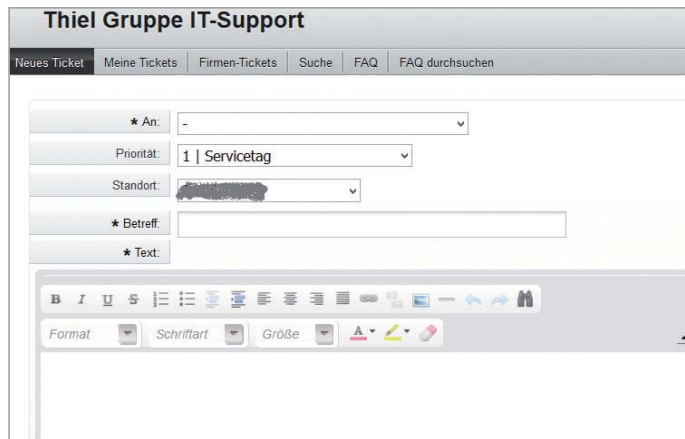 Thiel Gruppe IT-Support
Neues Ticket Meine Tickets Firmen-Tickets Suche FAQ FAQ durchsuchen
* An: -
Priorität: 1 | Servicetag
Standort:
* Betreff:
* Text:
B I U S
Format Schriftart Größe A